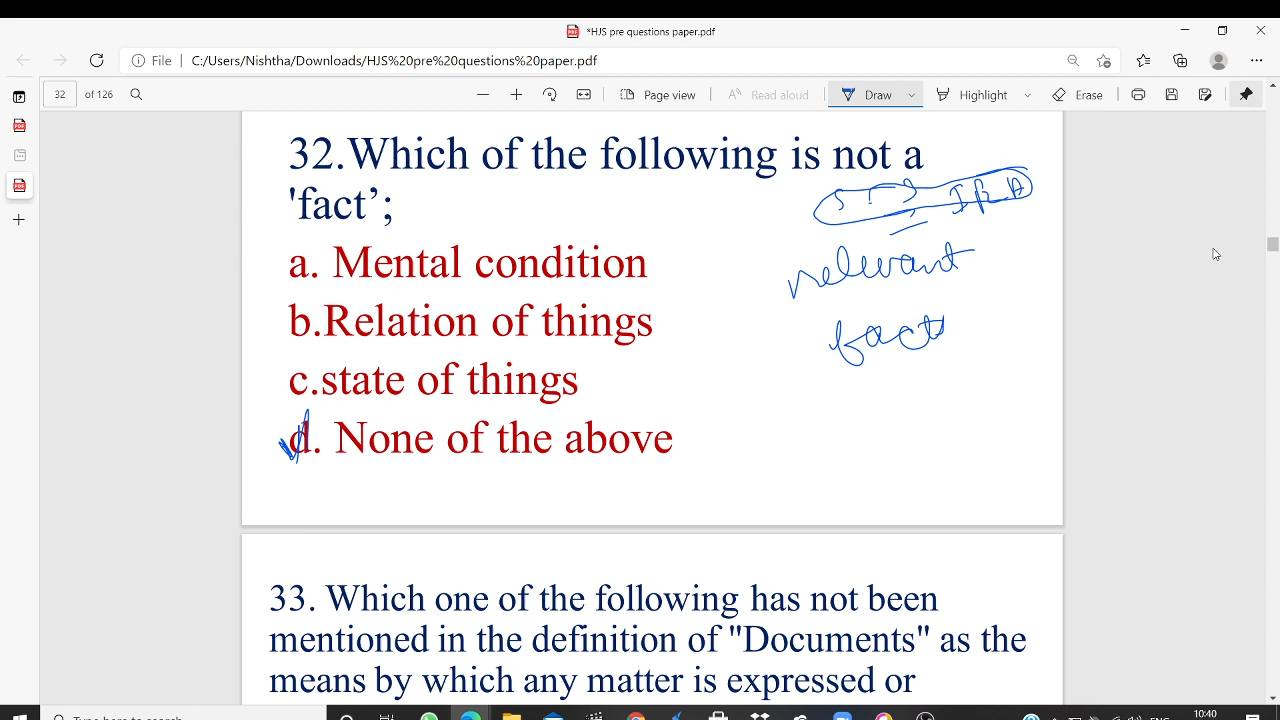 *HJS pre questions paper.pdf
File C:/Users/Nishtha/Downloads/HJS%20pre%20questions%20paper.pdf
32 of 126 Page view Read aloud Draw Highlight Erase
32.Which of the following is not a
'fact’;
a. Mental condition
b.Relation of things
c.state of things
d. None of the above
relevant
fact
33. Which one of the following has not been
mentioned in the definition of "Documents" as the
means by which any matter is expressed or
10:40